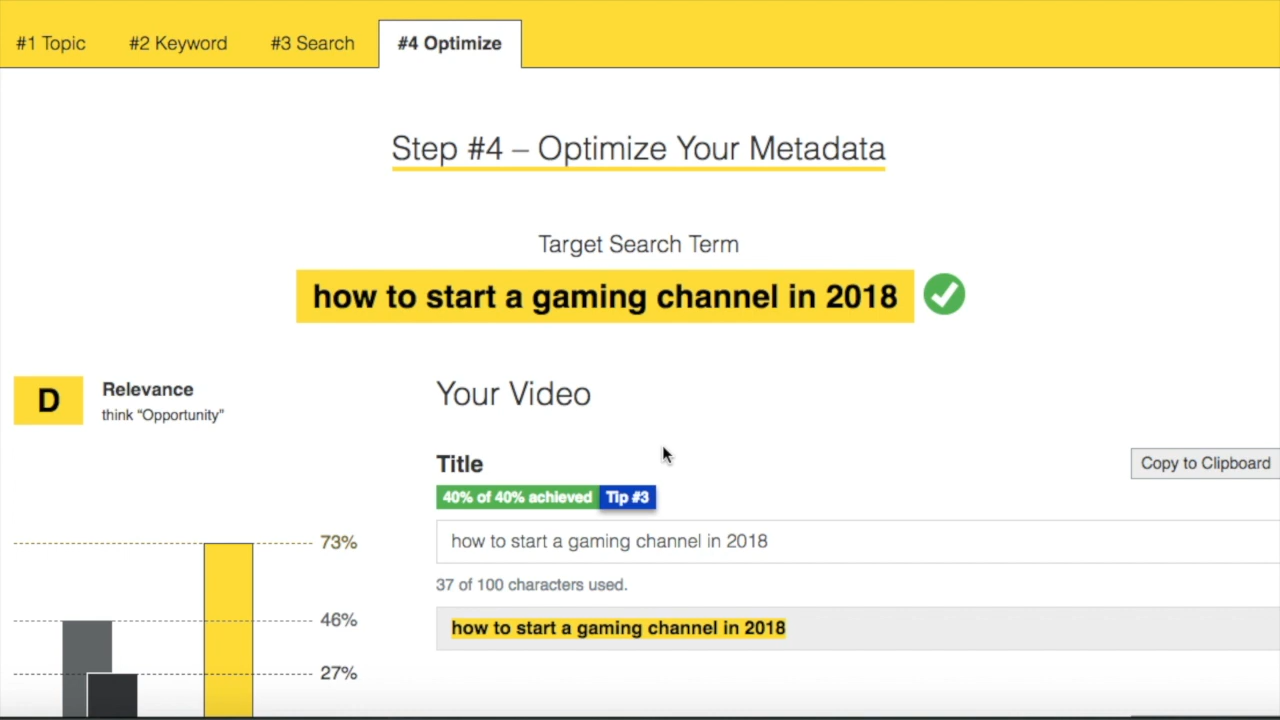 #1 Topic #2 Keyword #3 Search #4 Optimize
Step #4 – Optimize Your Metadata
Target Search Term
how to start a gaming channel in 2018
D
Relevance
think “Opportunity”
73%
46%
27%
Your Video
Title
Copy to Clipboard
40% of 40% achieved Tip #3
how to start a gaming channel in 2018
37 of 100 characters used.
how to start a gaming channel in 2018